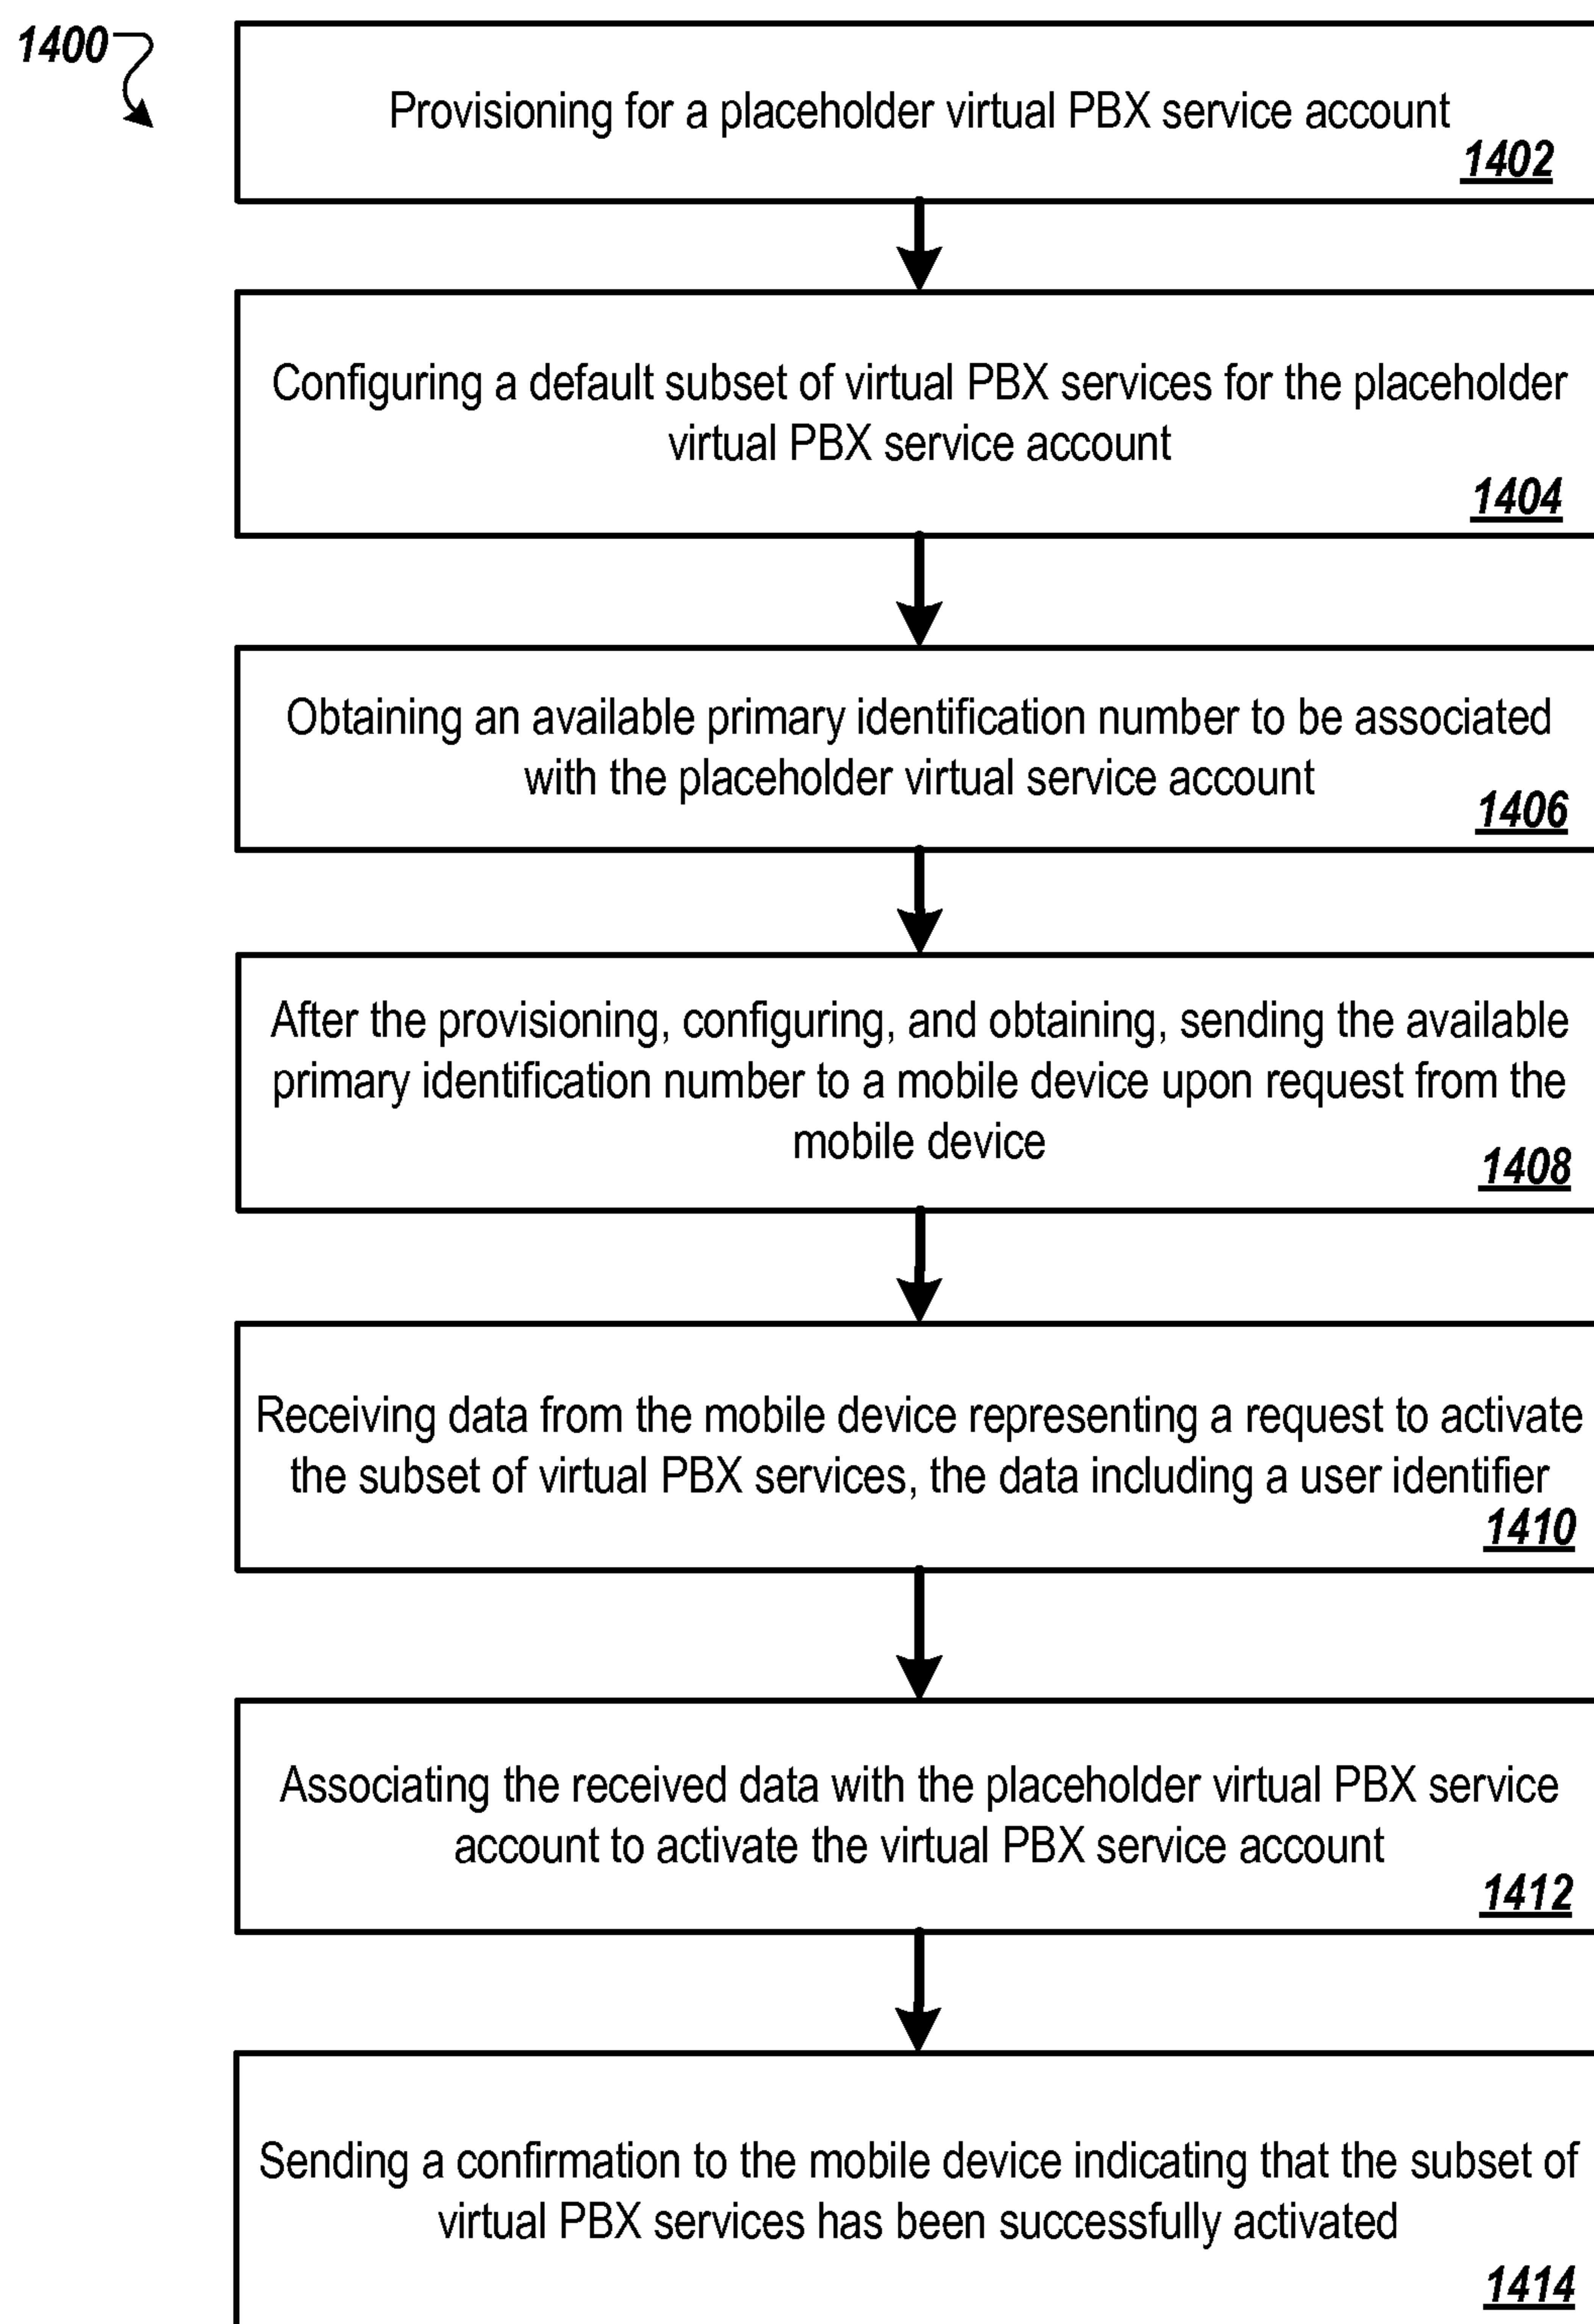 1400
Provisioning for a placeholder virtual PBX service account
1402
Configuring a default subset of virtual PBX services for the placeholder
virtual PBX service account
1404
Obtaining an available primary identification number to be associated
with the placeholder virtual service account
1406
After the provisioning, configuring, and obtaining, sending the available
primary identification number to a mobile device upon request from the
mobile device
1408
Receiving data from the mobile device representing a request to activate
the subset of virtual PBX services, the data including a user identifier
1410
Associating the received data with the placeholder virtual PBX service
account to activate the virtual PBX service account
1412
Sending a confirmation to the mobile device indicating that the subset of
virtual PBX services has been successfully activated
1414